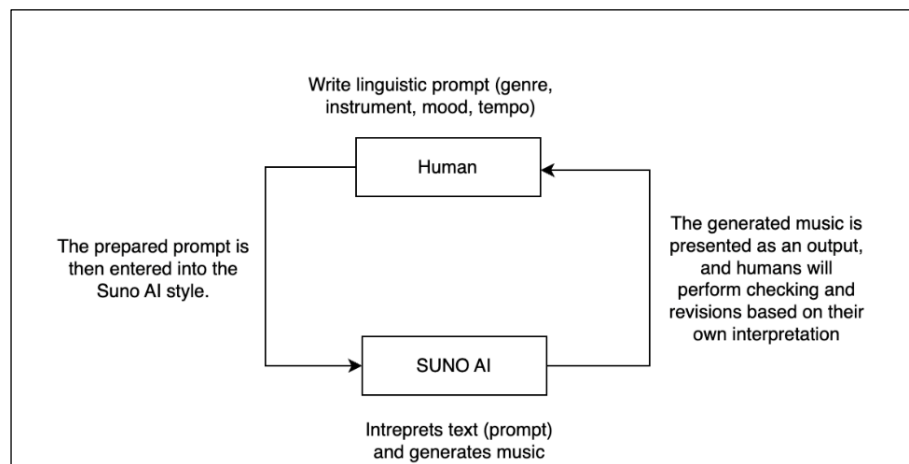 Write linguistic prompt (genre,
instrument, mood, tempo)
Human
The prepared prompt is
then entered into the
Suno AI style.
The generated music is
presented as an output,
and humans will
perform checking and
revisions based on their
own interpretation
SUNO AI
Intreprets text (prompt)
and generates music